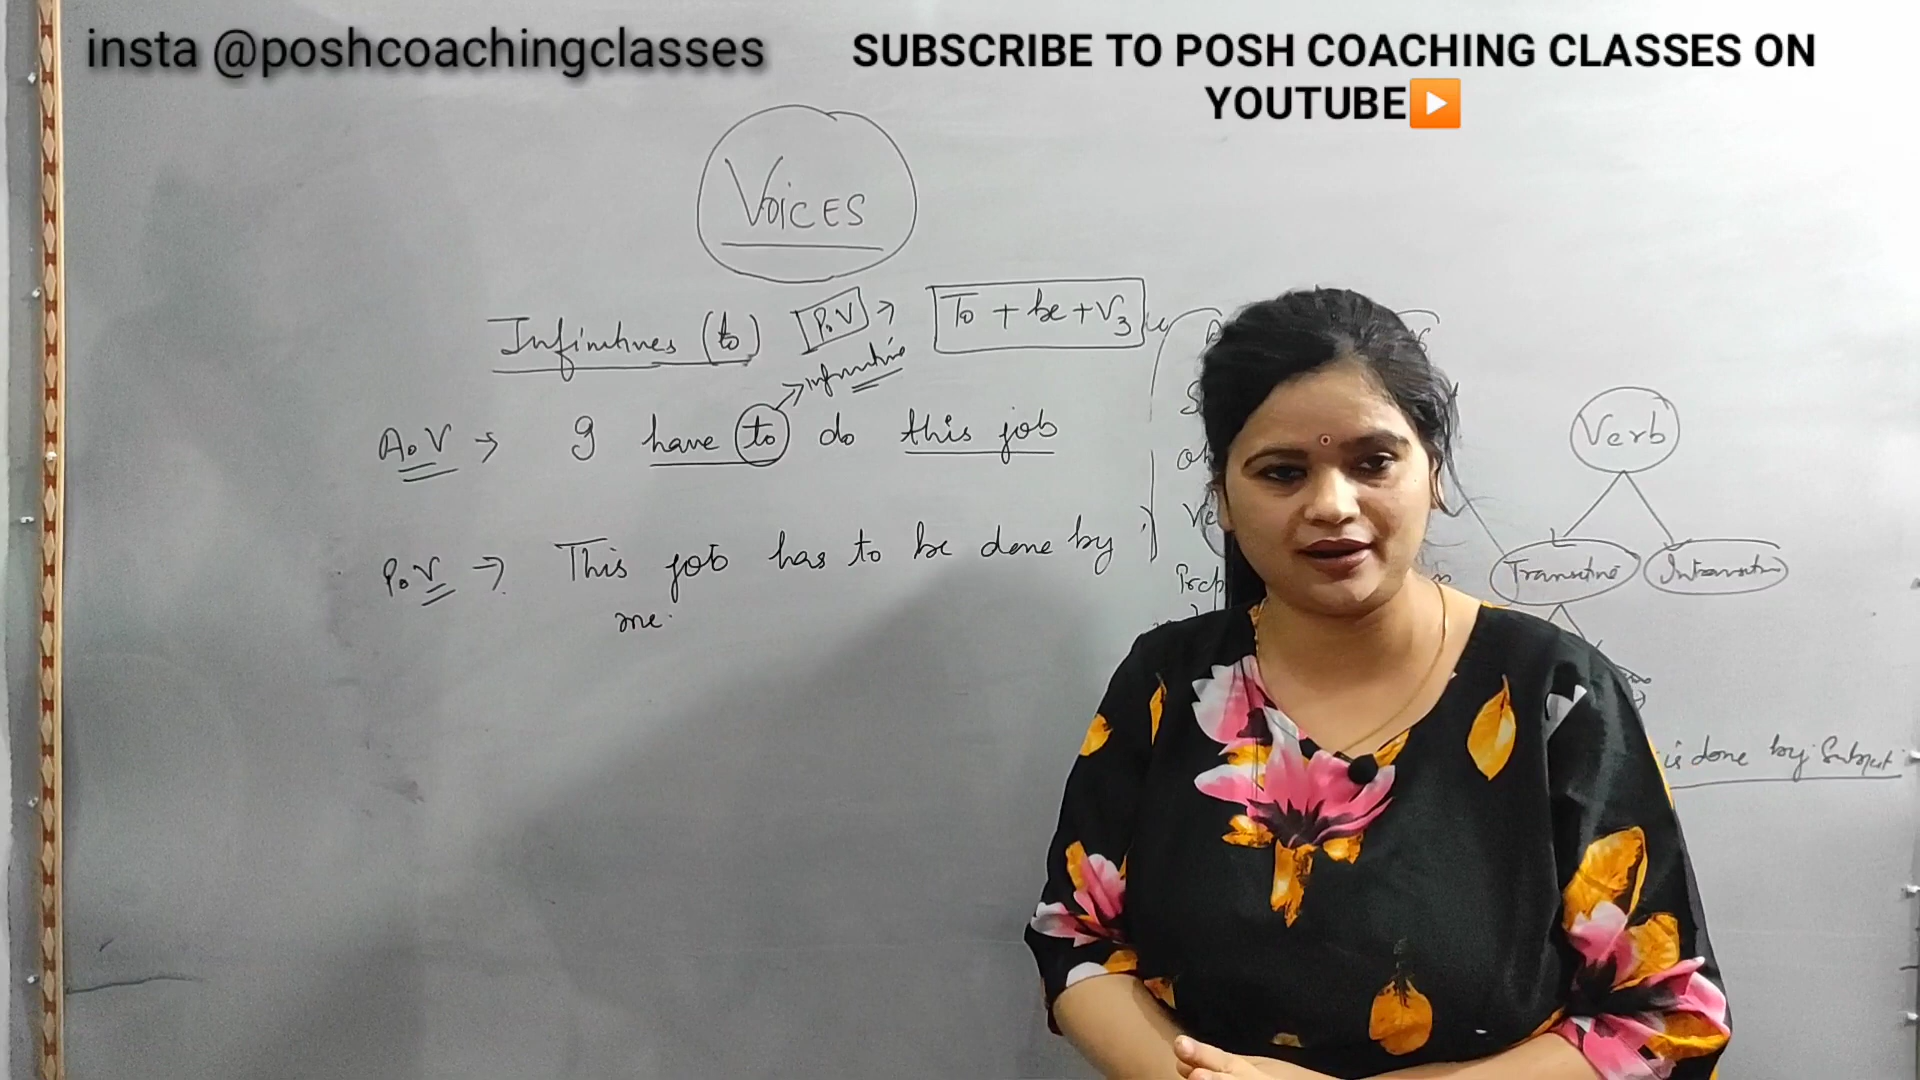 insta @poshcoachingclasses
SUBSCRIBE TO POSH COACHING CLASSES ON
YOUTUBE▶️
VOICES
Infinitives (to) P.V → To + be + V3
→ infinitive
A.V → I have to do this job
P.V → This job has to be done by
me.
Verb
Transitive Intransitive
is done by Subject